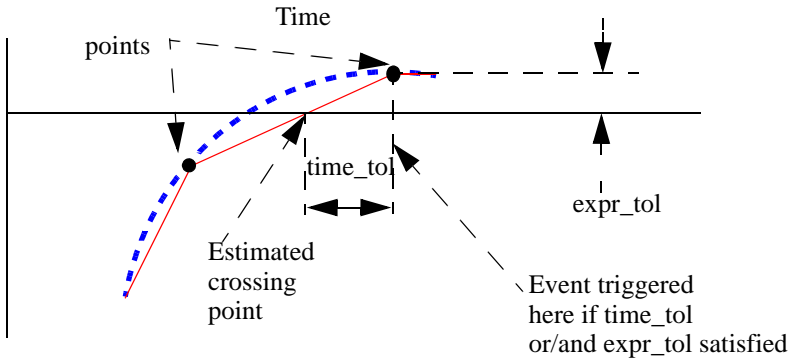 Time
points
time_tol
expr_tol
Estimated
crossing
point
Event triggered
here if time_tol
or/and expr_tol satisfied